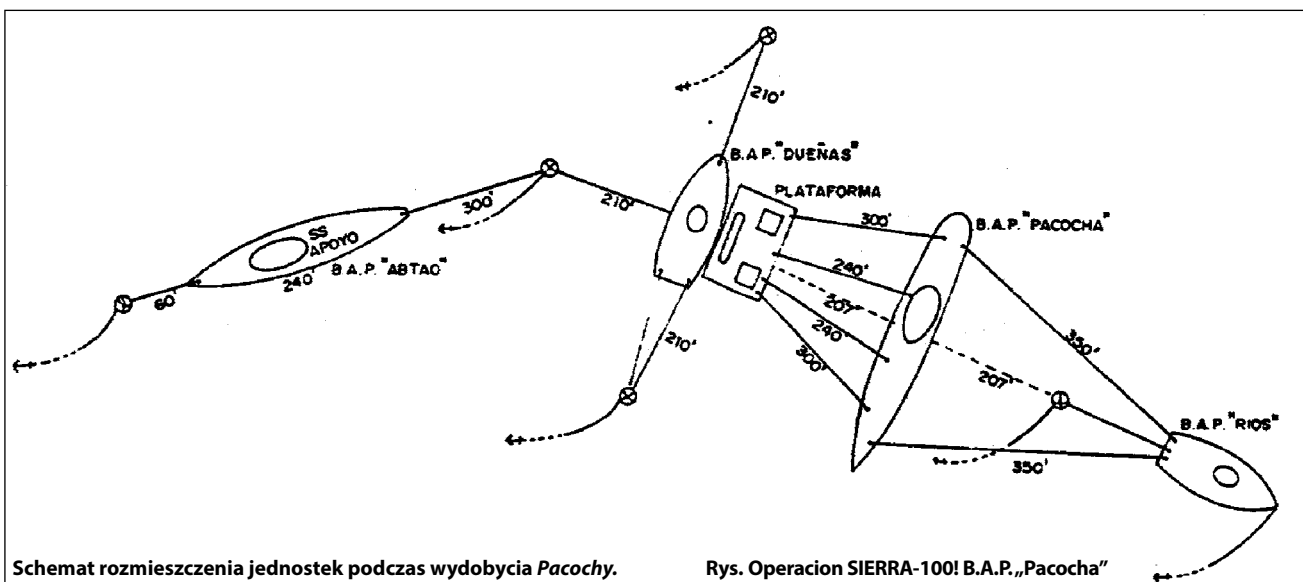 210'
B.A.P. "DUEÑAS"
PLATAFORMA
300'
210'
300'
B.A.P. "PACOCHA"
SS
APOYO
240'
B.A.P. "ABTAO"
60'
240'
207'
240'
300'
210'
350'
207'
350'
B.A.P. "RIOS"
Schemat rozmieszczenia jednostek podczas wydobycia Pacochy.
Rys. Operacion SIERRA-100! B.A.P. „Pacocha”